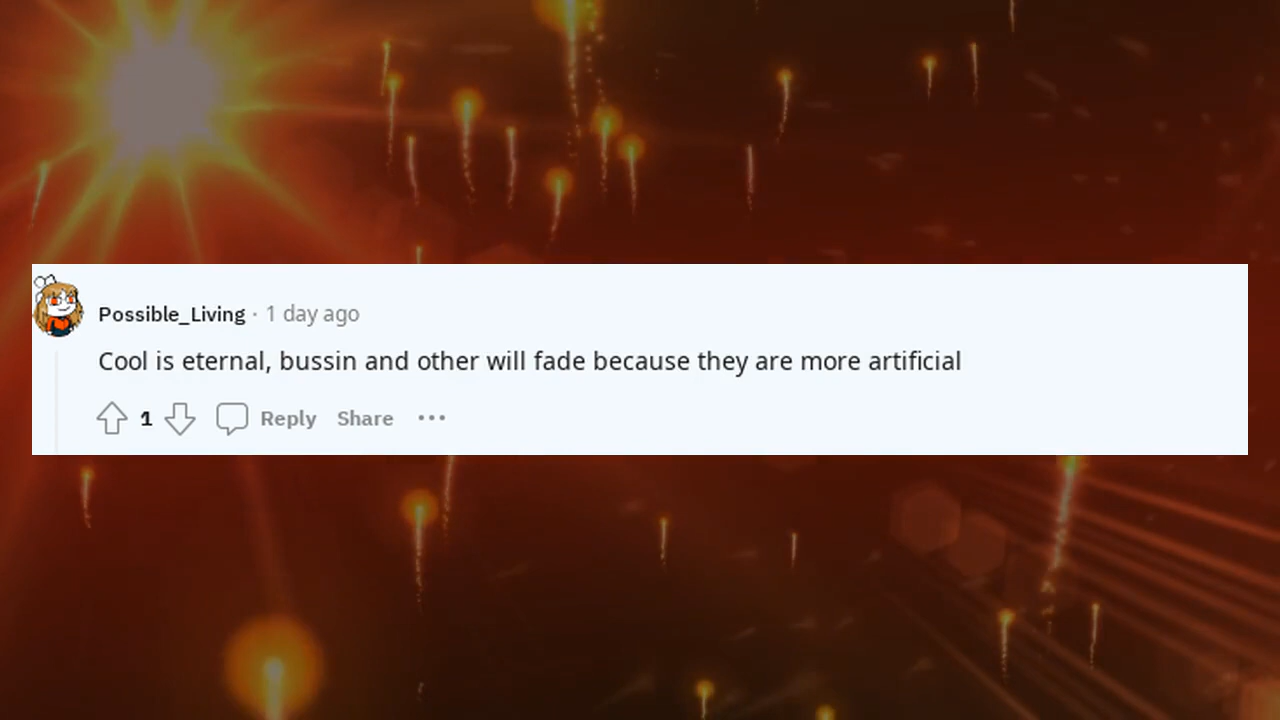 Possible_Living · 1 day ago
Cool is eternal, bussin and other will fade because they are more artificial
1 Reply Share ···